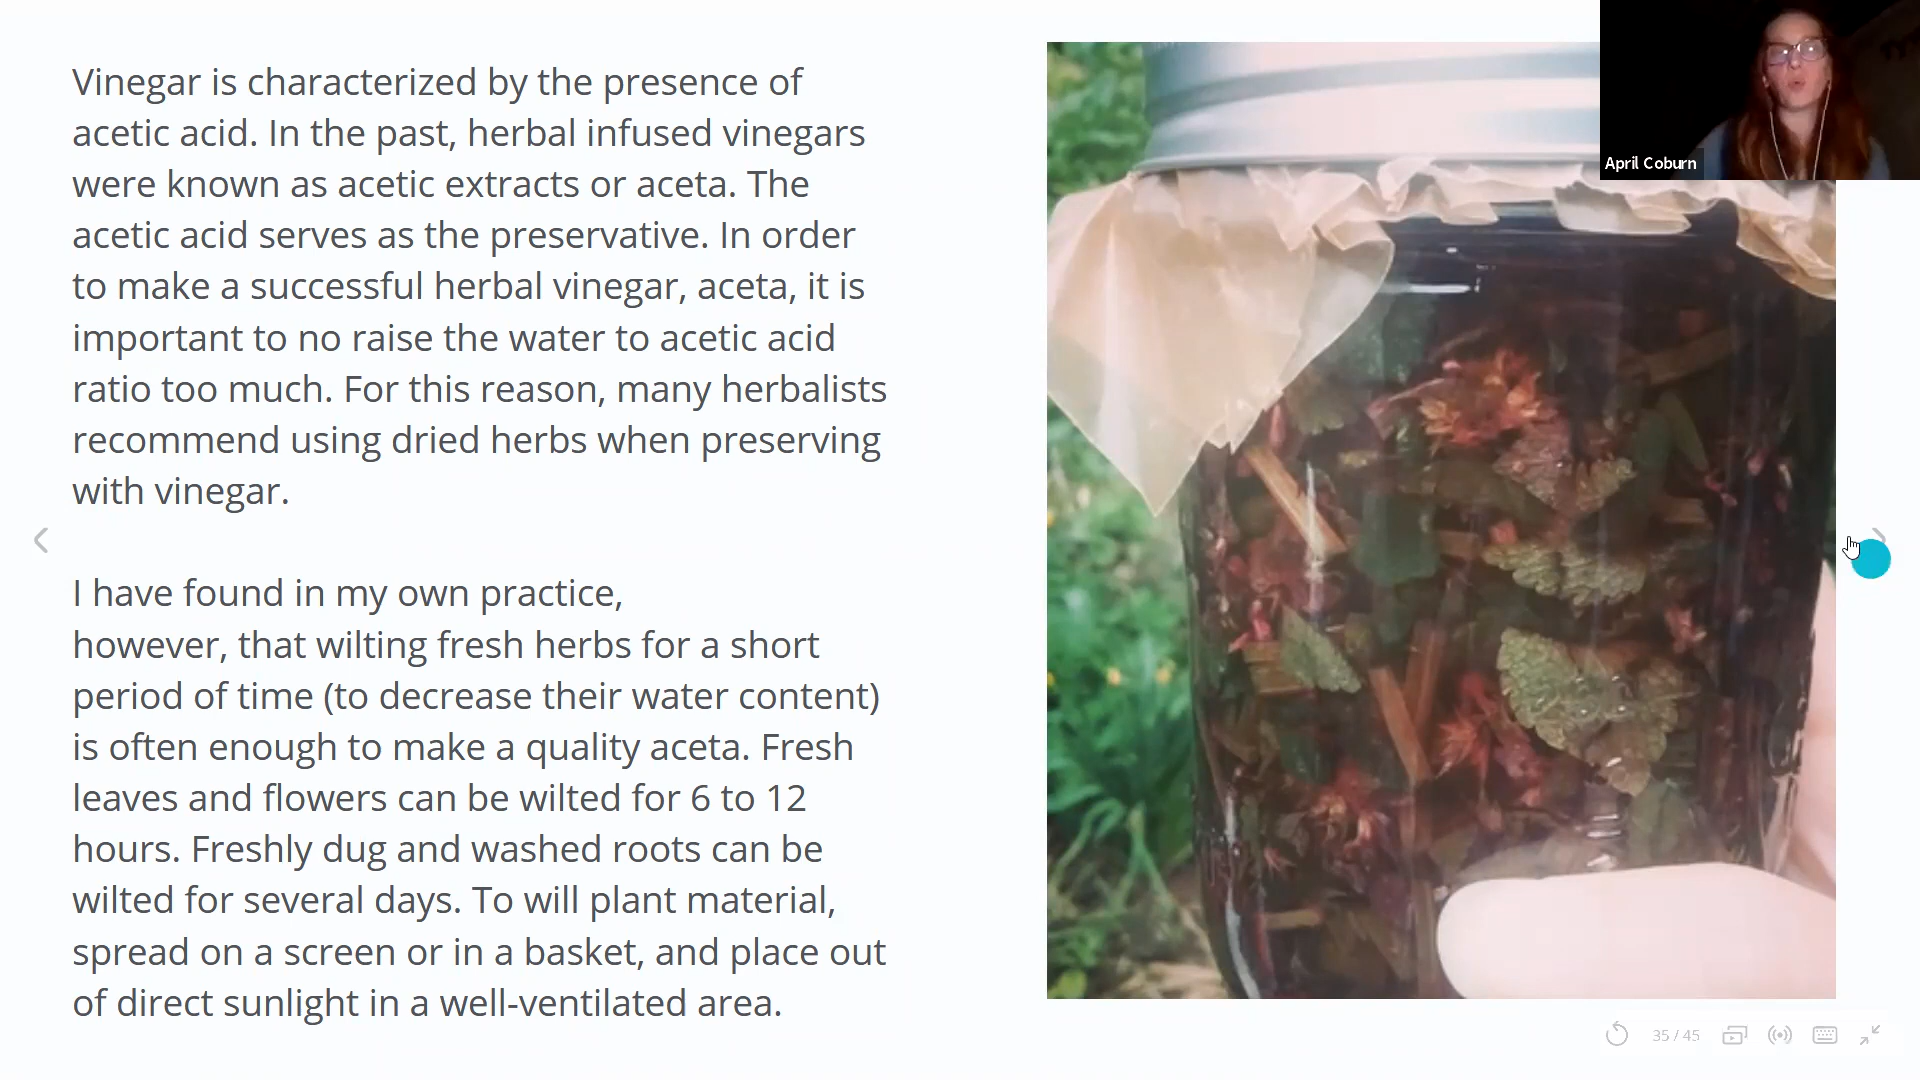 Vinegar is characterized by the presence of
acetic acid. In the past, herbal infused vinegars
were known as acetic extracts or aceta. The
acetic acid serves as the preservative. In order
to make a successful herbal vinegar, aceta, it is
important to no raise the water to acetic acid
ratio too much. For this reason, many herbalists
recommend using dried herbs when preserving
with vinegar.
I have found in my own practice,
however, that wilting fresh herbs for a short
period of time (to decrease their water content)
is often enough to make a quality aceta. Fresh
leaves and flowers can be wilted for 6 to 12
hours. Freshly dug and washed roots can be
wilted for several days. To will plant material,
spread on a screen or in a basket, and place out
of direct sunlight in a well-ventilated area.
April Coburn
35 / 45